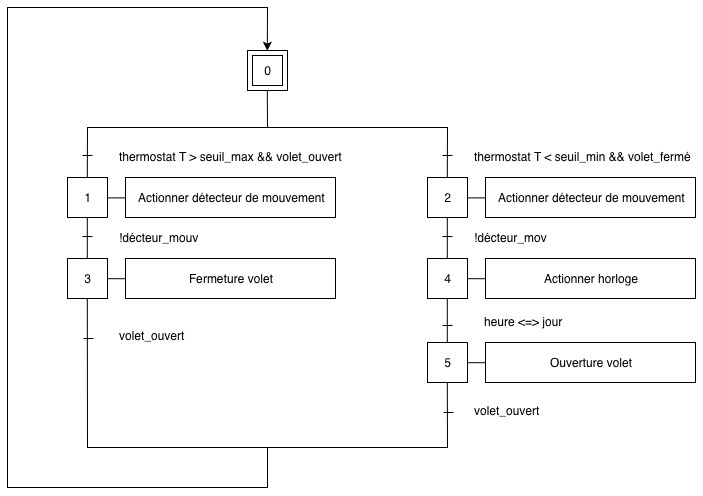 0
thermostat T > seuil_max && volet_ouvert
thermostat T < seuil_min && volet_fermé
1
Actionner détecteur de mouvement
2
Actionner détecteur de mouvement
!décteur_mouv
!décteur_mov
3
Fermeture volet
4
Actionner horloge
volet_ouvert
heure <=> jour
5
Ouverture volet
volet_ouvert